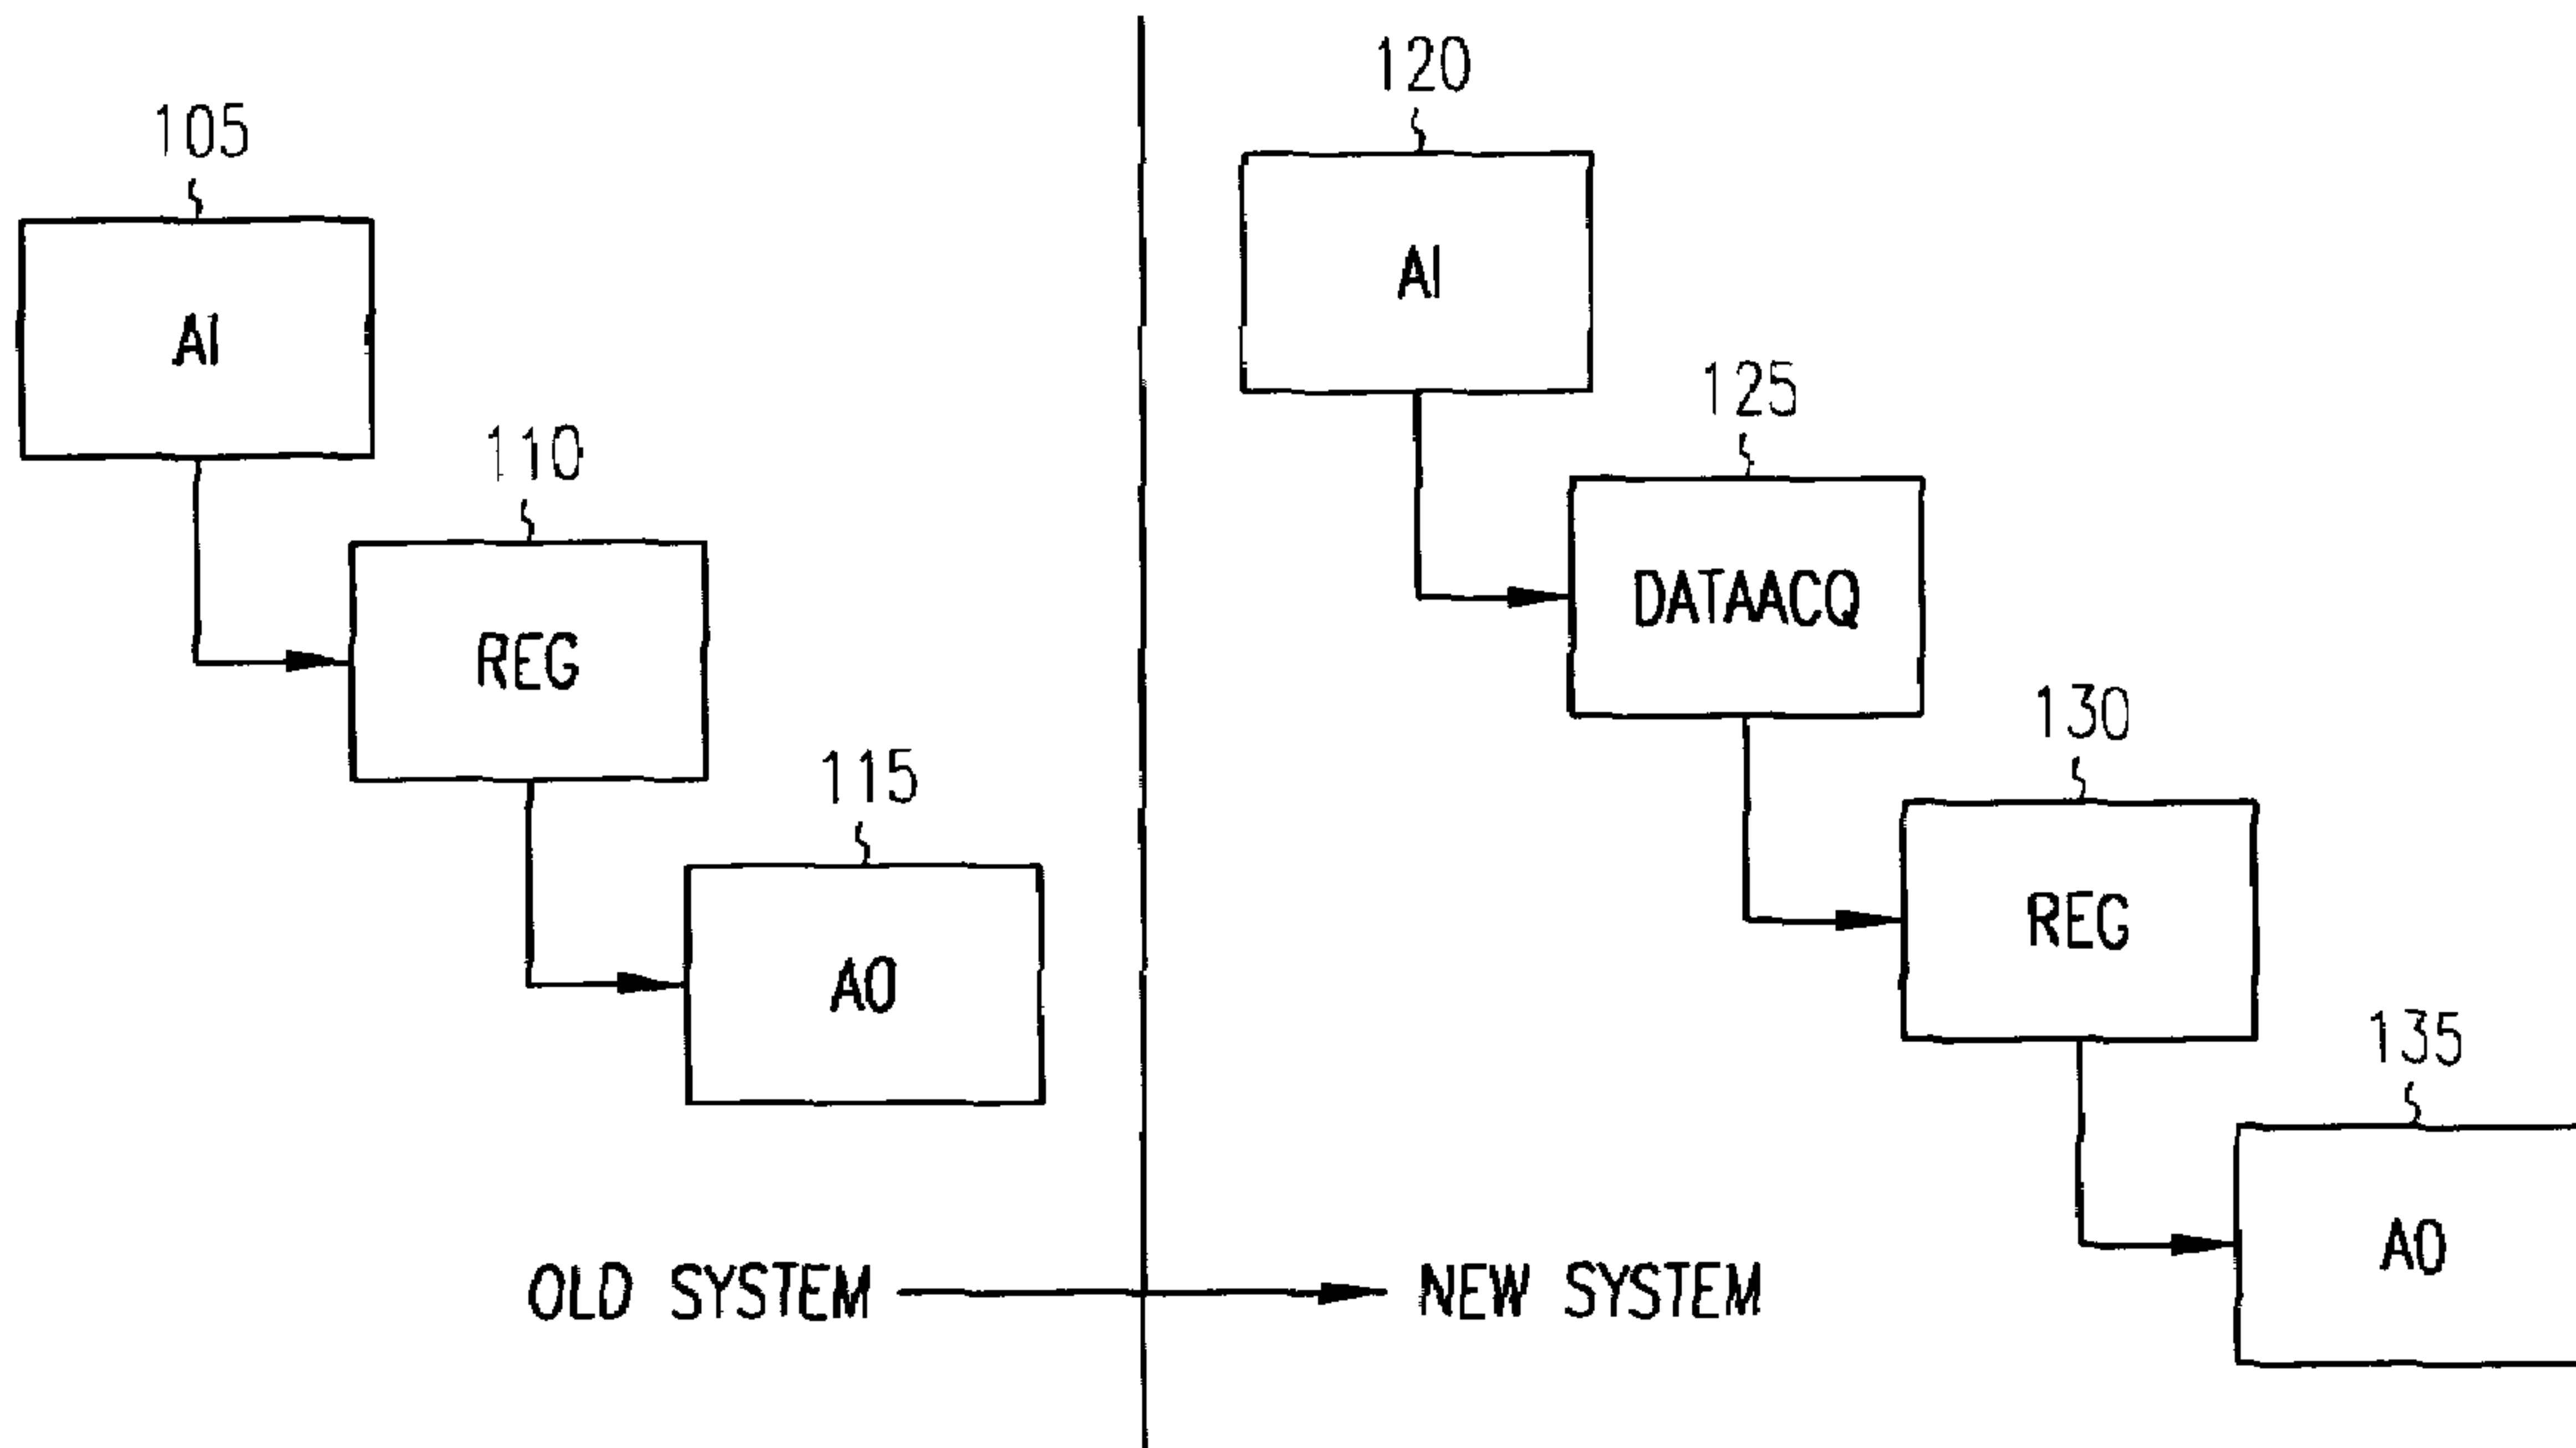 105
AI
110
REG
115
AO
OLD SYSTEM
120
AI
125
DATAACQ
130
REG
135
AO
NEW SYSTEM